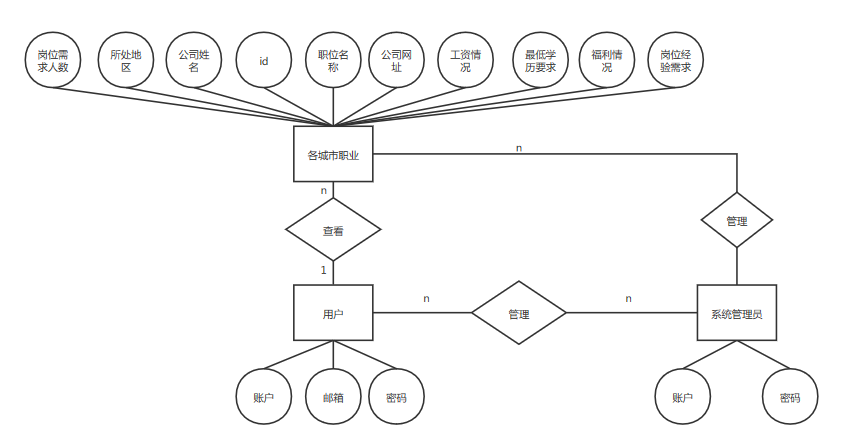 岗位需
求人数
所处地
区
公司姓
名
id
职位名
称
公司网
址
工资情
况
最低学
历要求
福利情
况
岗位经
验需求
各城市职业
n
n
查看
管理
1
用户
n
管理
n
系统管理员
账户
邮箱
密码
账户
密码